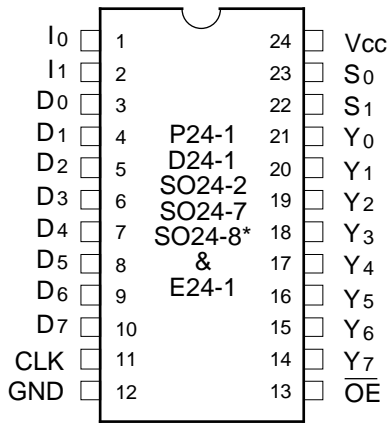 I0 1 24 Vcc
I1 2 23 S0
D0 3 22 S1
D1 4 P24-1 21 Y0
D2 5 D24-1 20 Y1
D3 6 SO24-2 19 Y2
D4 7 SO24-7 18 Y3
D5 8 SO24-8* 17 Y4
D6 9 & 16 Y5
D7 10 E24-1 15 Y6
CLK 11 14 Y7
GND 12 13 O̅E̅